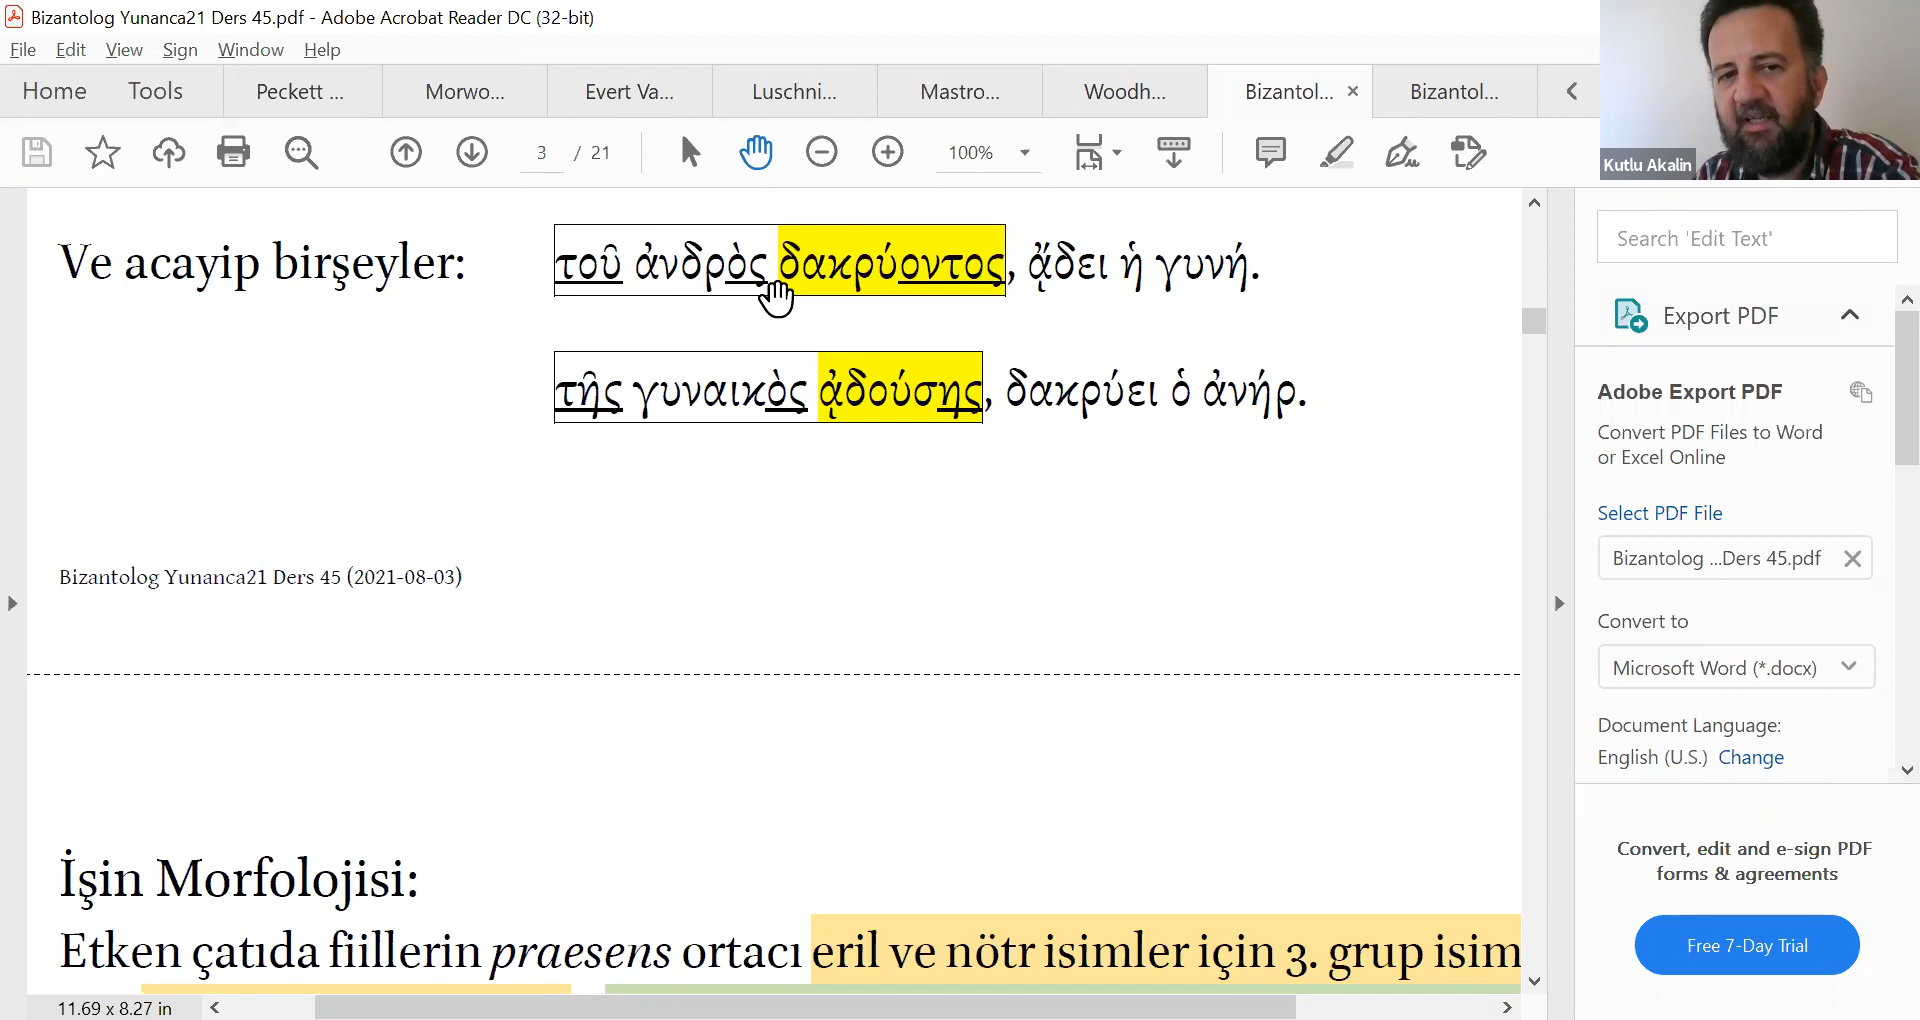 Bizantolog Yunanca21 Ders 45.pdf - Adobe Acrobat Reader DC (32-bit)
File Edit View Sign Window Help
Home Tools Peckett ... Morwo... Evert Va... Luschni... Mastro... Woodh... Bizantol... × Bizantol...
3 / 21 100%
Kutlu Akalin
Ve acayip birşeyler: τοῦ ἀνδρὸς δακρύοντος, ᾄδει ἡ γυνή.
τῆς γυναικὸς ᾀδούσης, δακρύει ὁ ἀνήρ.
Bizantolog Yunanca21 Ders 45 (2021-08-03)
İşin Morfolojisi:
Etken çatıda fiillerin praesens ortacı eril ve nötr isimler için 3. grup isim
11.69 x 8.27 in
Search 'Edit Text'
Export PDF
Adobe Export PDF
Convert PDF Files to Word
or Excel Online
Select PDF File
Bizantolog ...Ders 45.pdf
Convert to
Microsoft Word (*.docx)
Document Language:
English (U.S.) Change
Convert, edit and e-sign PDF
forms & agreements
Free 7-Day Trial